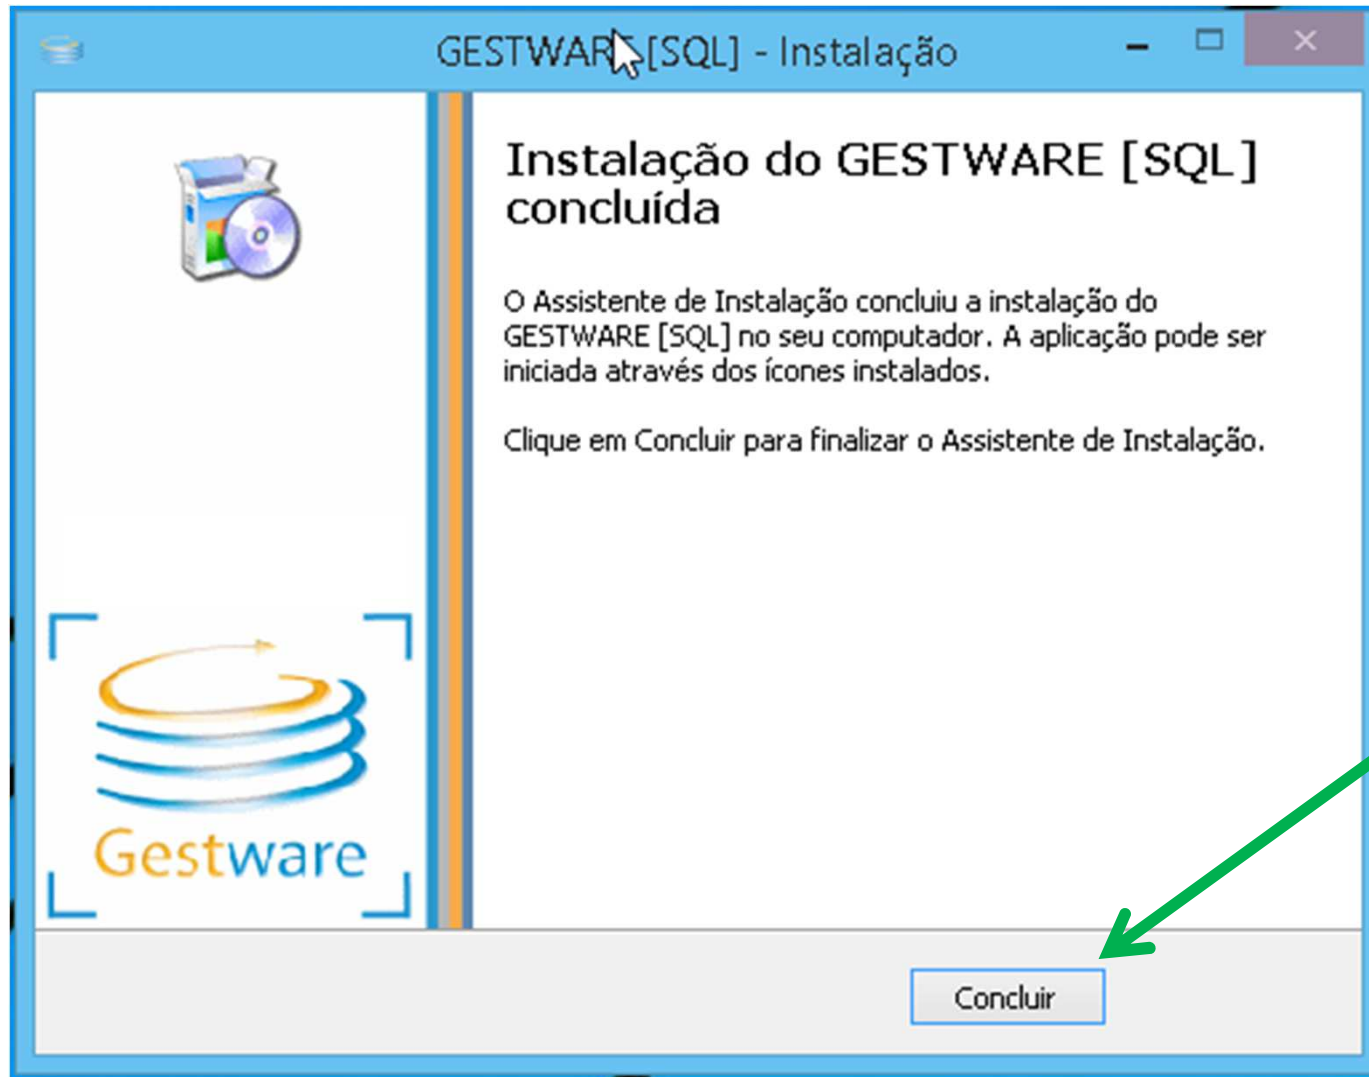 GESTWARE [SQL] - Instalação
Instalação do GESTWARE [SQL]
concluída
O Assistente de Instalação concluiu a instalação do
GESTWARE [SQL] no seu computador. A aplicação pode ser
iniciada através dos ícones instalados.
Clique em Concluir para finalizar o Assistente de Instalação.
Gestware
Concluir